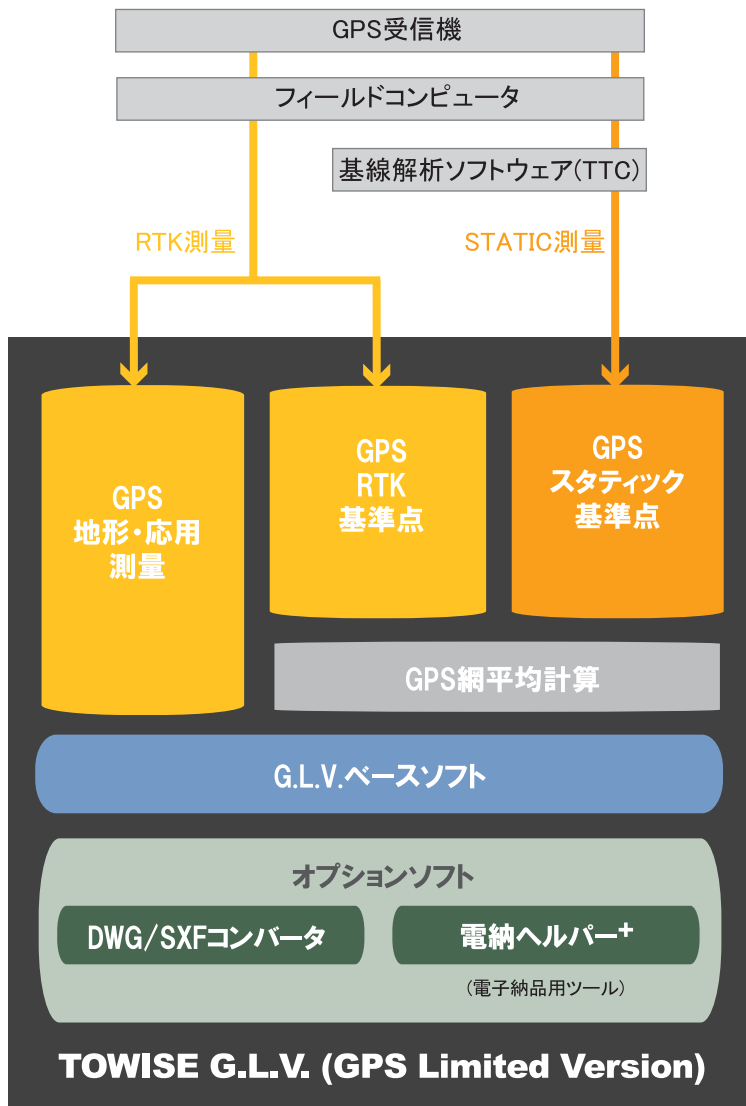 GPS受信機
フィールドコンピュータ
基線解析ソフトウェア(TTC)
RTK測量
STATIC測量
GPS
地形・応用
測量
GPS
RTK
基準点
GPS
スタティック
基準点
GPS網平均計算
G.L.V.ベースソフト
オプションソフト
DWG/SXFコンバータ
電納ヘルパー+
(電子納品用ツール)
TOWISE G.L.V. (GPS Limited Version)